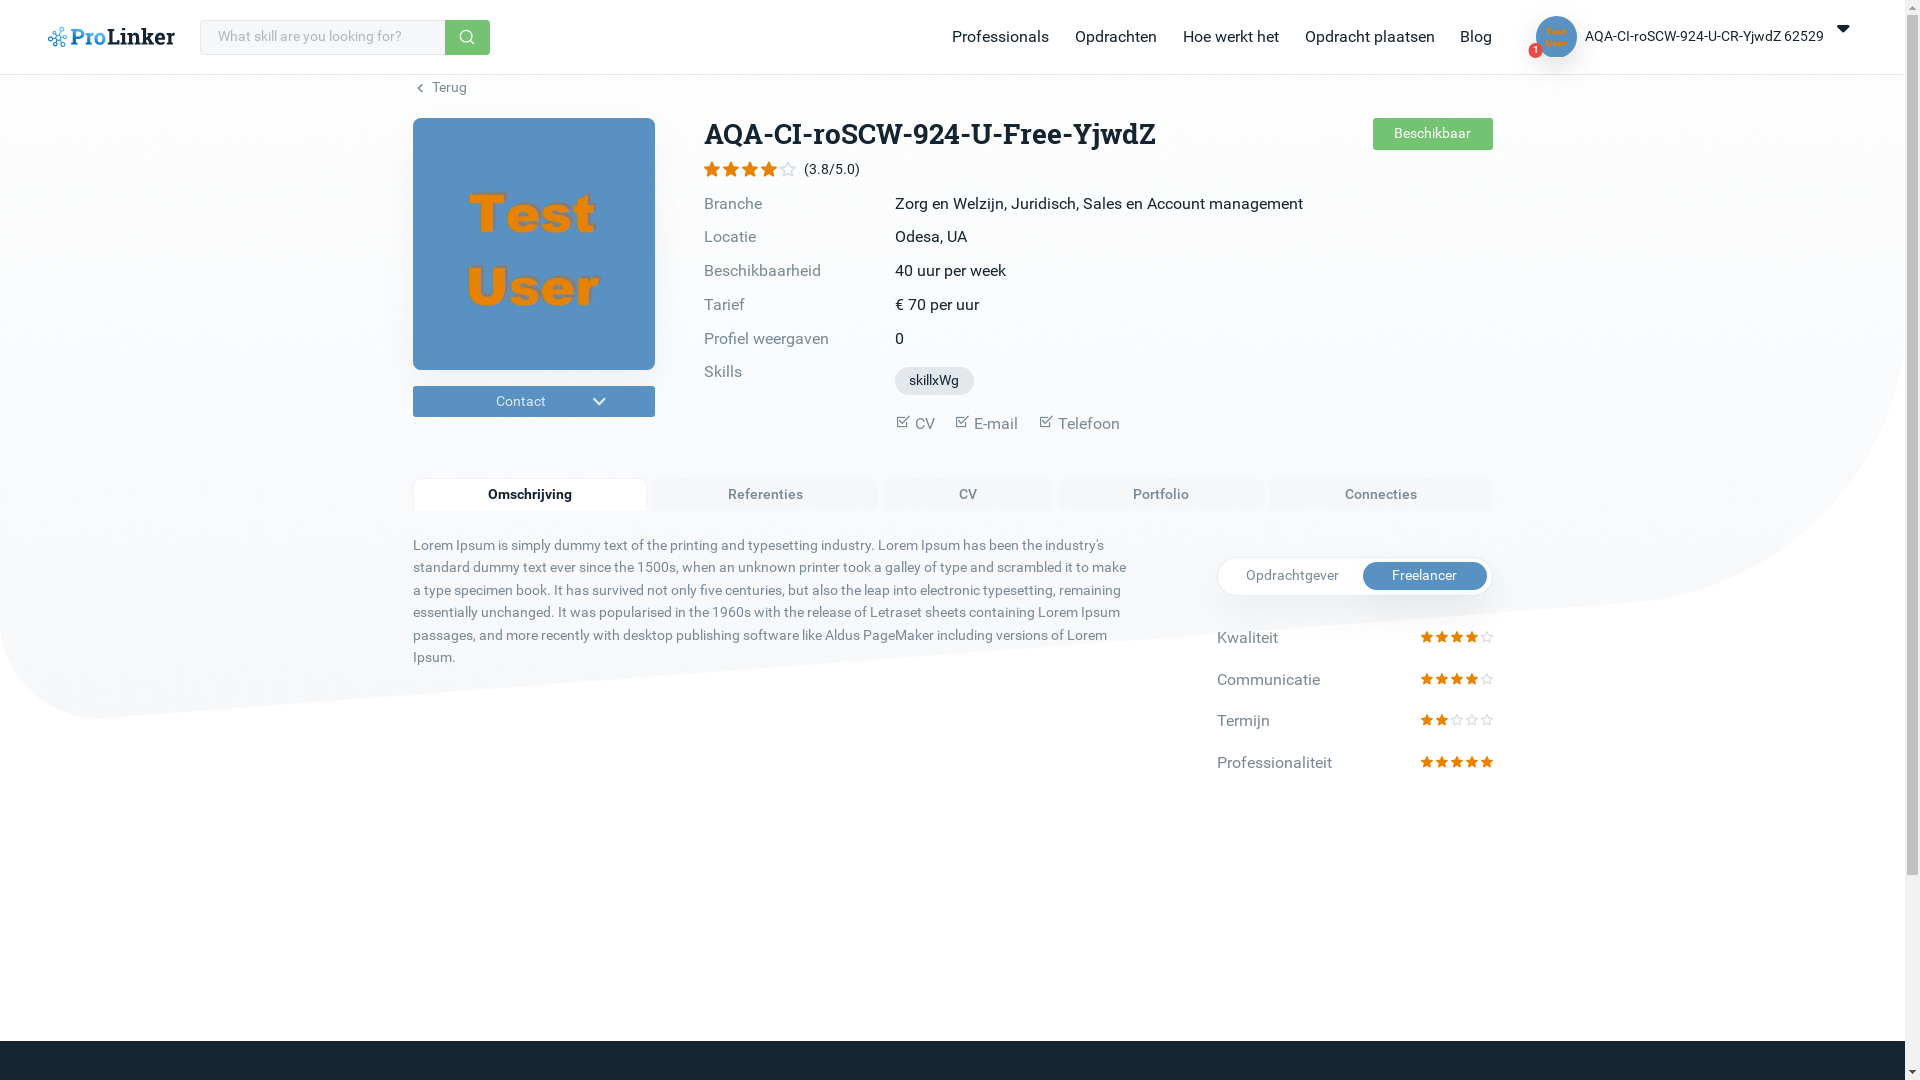 ProLinker
What skill are you looking for?
Professionals
Opdrachten
Hoe werkt het
Opdracht plaatsen
Blog
Test
User
1
AQA-CI-roSCW-924-U-CR-YjwdZ 62529
Terug
Test
User
Contact
AQA-CI-roSCW-924-U-Free-YjwdZ
Beschikbaar
(3.8/5.0)
Branche Zorg en Welzijn, Juridisch, Sales en Account management
Locatie Odesa, UA
Beschikbaarheid 40 uur per week
Tarief € 70 per uur
Profiel weergaven 0
Skills skillxWg
CV E-mail Telefoon
Omschrijving Referenties CV Portfolio Connecties
Lorem Ipsum is simply dummy text of the printing and typesetting industry. Lorem Ipsum has been the industry's
standard dummy text ever since the 1500s, when an unknown printer took a galley of type and scrambled it to make
a type specimen book. It has survived not only five centuries, but also the leap into electronic typesetting, remaining
essentially unchanged. It was popularised in the 1960s with the release of Letraset sheets containing Lorem Ipsum
passages, and more recently with desktop publishing software like Aldus PageMaker including versions of Lorem
Ipsum.
Opdrachtgever Freelancer
Kwaliteit
Communicatie
Termijn
Professionaliteit